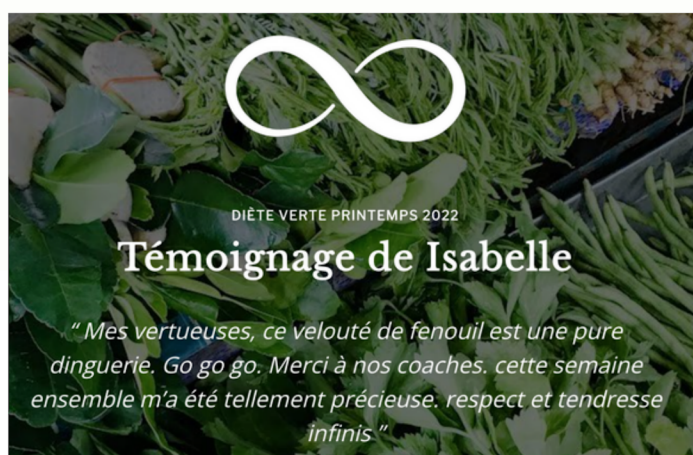 DIÈTE VERTE PRINTEMPS 2022
Témoignage de Isabelle
“ Mes vertueuses, ce velouté de fenouil est une pure
dinguerie. Go go go. Merci à nos coaches. cette semaine
ensemble m’a été tellement précieuse. respect et tendresse
infinis ”